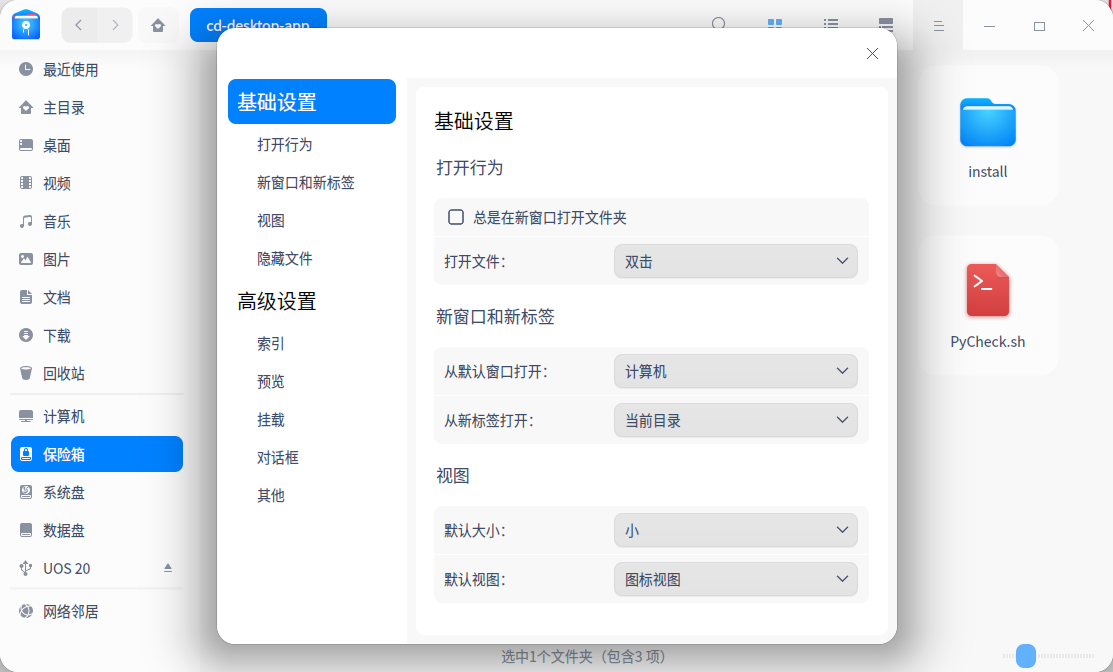 cd-desktop-app
最近使用
主目录
桌面
视频
音乐
图片
文档
下载
回收站
计算机
保险箱
系统盘
数据盘
UOS 20
网络邻居
基础设置
打开行为
新窗口和新标签
视图
隐藏文件
高级设置
索引
预览
挂载
对话框
其他
基础设置
打开行为
总是在新窗口打开文件夹
打开文件： 双击
新窗口和新标签
从默认窗口打开： 计算机
从新标签打开： 当前目录
视图
默认大小： 小
默认视图： 图标视图
install
PyCheck.sh
选中1个文件夹（包含3 项）